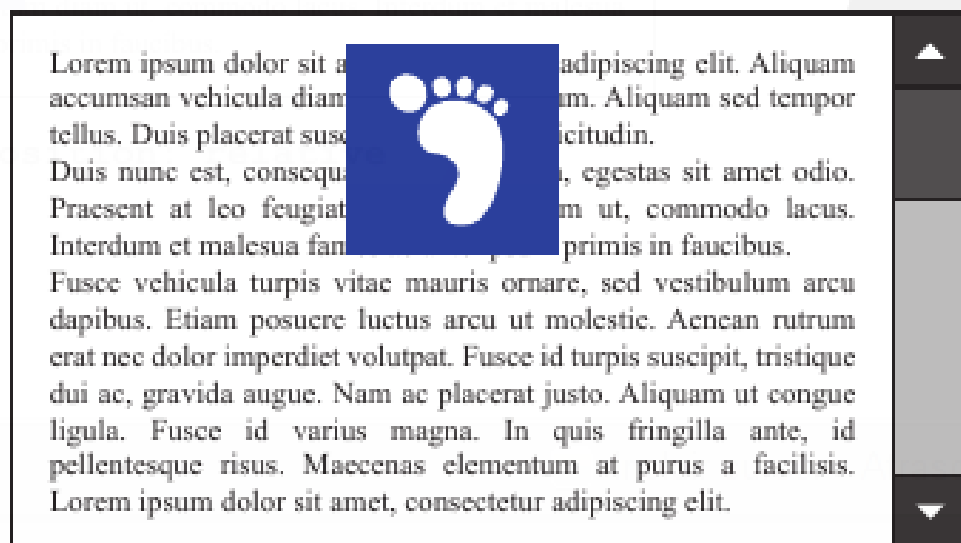 Lorem ipsum dolor sit a adipiscing elit. Aliquam
accumsan vehicula diam um. Aliquam sed tempor
tellus. Duis placerat susc icitudin.
Duis nunc est, consequa , egestas sit amet odio.
Praesent at leo feugiat m ut, commodo lacus.
Interdum et malesua fam primis in faucibus.
Fusce vehicula turpis vitae mauris ornare, sed vestibulum arcu
dapibus. Etiam posuere luctus arcu ut molestie. Aenean rutrum
erat nec dolor imperdiet volutpat. Fusce id turpis suscipit, tristique
dui ac, gravida augue. Nam ac placerat justo. Aliquam ut congue
ligula. Fusce id varius magna. In quis fringilla ante, id
pellentesque risus. Maecenas elementum at purus a facilisis.
Lorem ipsum dolor sit amet, consectetur adipiscing elit.